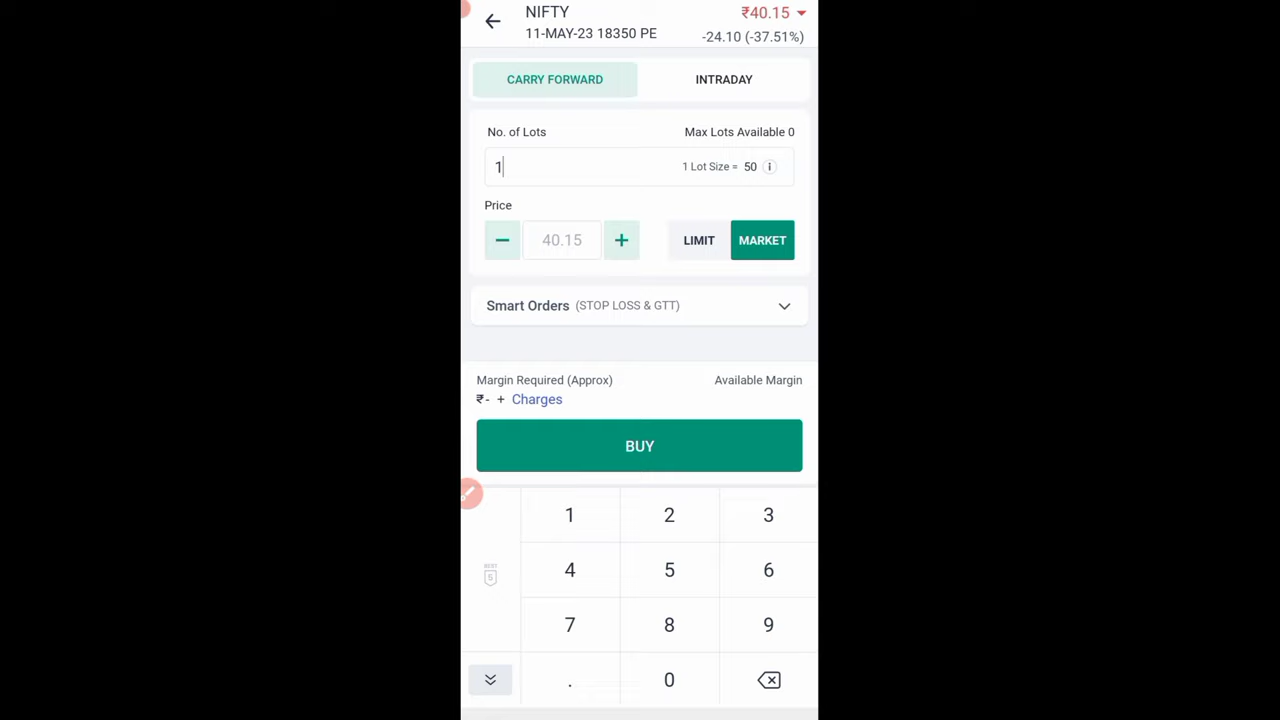 NIFTY
₹40.15
11-MAY-23 18350 PE
-24.10 (-37.51%)
CARRY FORWARD
INTRADAY
No. of Lots
Max Lots Available 0
1
1 Lot Size = 50
Price
40.15
LIMIT
MARKET
Smart Orders (STOP LOSS & GTT)
Margin Required (Approx)
Available Margin
₹- + Charges
BUY
1 2 3
4 5 6
BEST
5
7 8 9
. 0